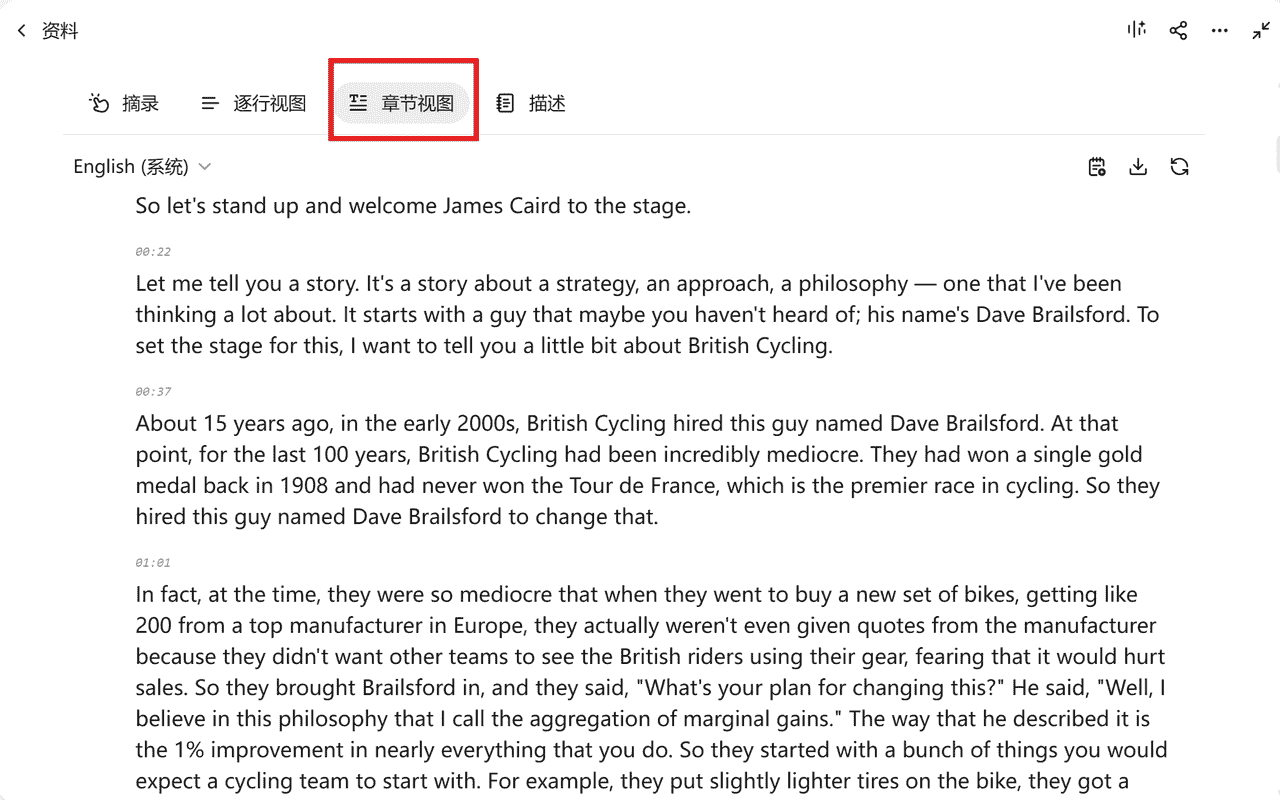 资料
摘录 逐行视图 章节视图 描述
English (系统)
So let's stand up and welcome James Caird to the stage.
00:22
Let me tell you a story. It's a story about a strategy, an approach, a philosophy — one that I've been
thinking a lot about. It starts with a guy that maybe you haven't heard of; his name's Dave Brailsford. To
set the stage for this, I want to tell you a little bit about British Cycling.
00:37
About 15 years ago, in the early 2000s, British Cycling hired this guy named Dave Brailsford. At that
point, for the last 100 years, British Cycling had been incredibly mediocre. They had won a single gold
medal back in 1908 and had never won the Tour de France, which is the premier race in cycling. So they
hired this guy named Dave Brailsford to change that.
01:01
In fact, at the time, they were so mediocre that when they went to buy a new set of bikes, getting like
200 from a top manufacturer in Europe, they actually weren't even given quotes from the manufacturer
because they didn't want other teams to see the British riders using their gear, fearing that it would hurt
sales. So they brought Brailsford in, and they said, "What's your plan for changing this?" He said, "Well, I
believe in this philosophy that I call the aggregation of marginal gains." The way that he described it is
the 1% improvement in nearly everything that you do. So they started with a bunch of things you would
expect a cycling team to start with. For example, they put slightly lighter tires on the bike, they got a